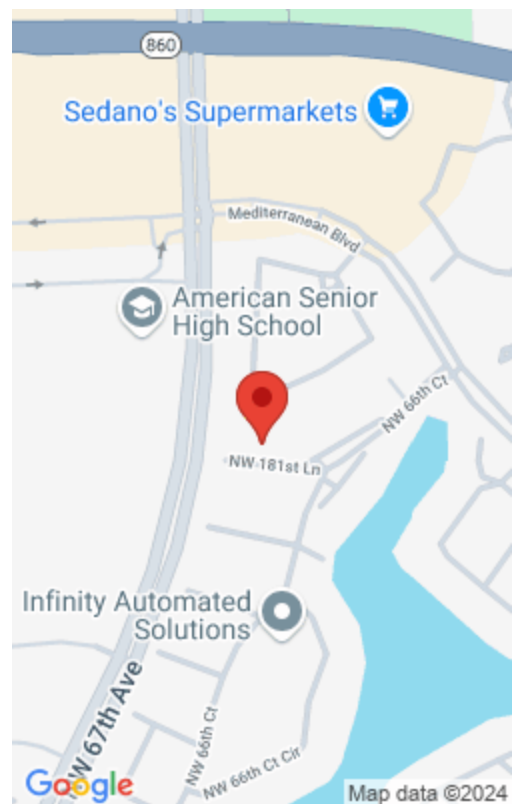 860
Sedano's Supermarkets
Mediterranean Blvd
American Senior
High School
NW 66th Ct
NW 181st Ln
Infinity Automated
Solutions
NW 67th Ave
NW 66th Ct
NW 66th Ct Cir
Google
Map data ©2024